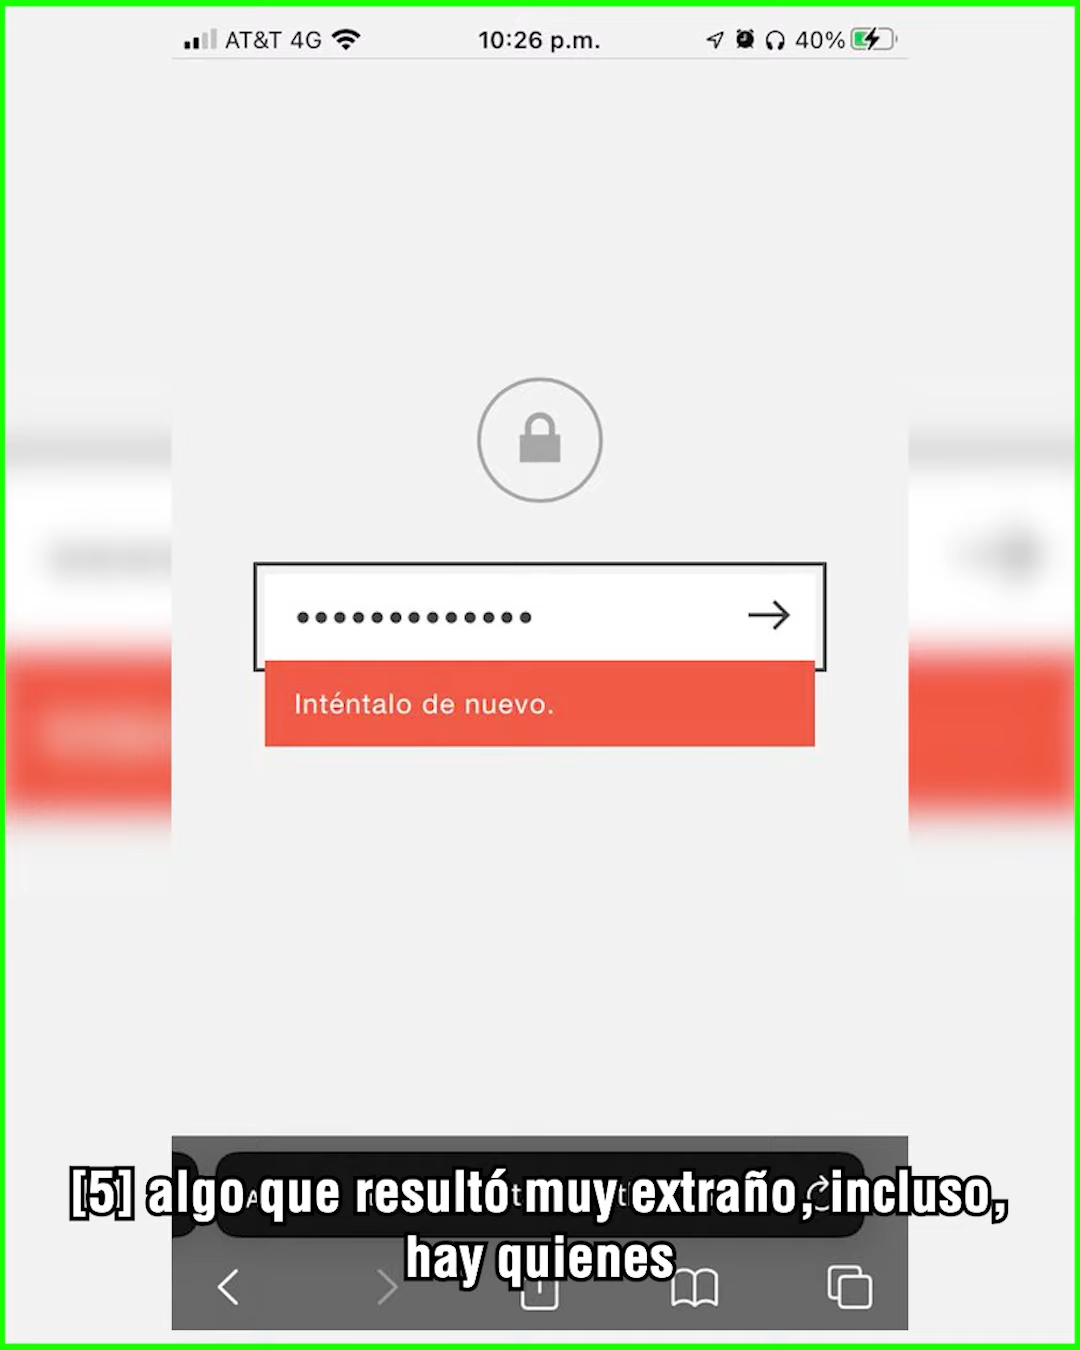 AT&T 4G
10:26 p.m.
40%
•••••••••••••
Inténtalo de nuevo.
[5] algo que resultó muy extraño, incluso,
hay quienes